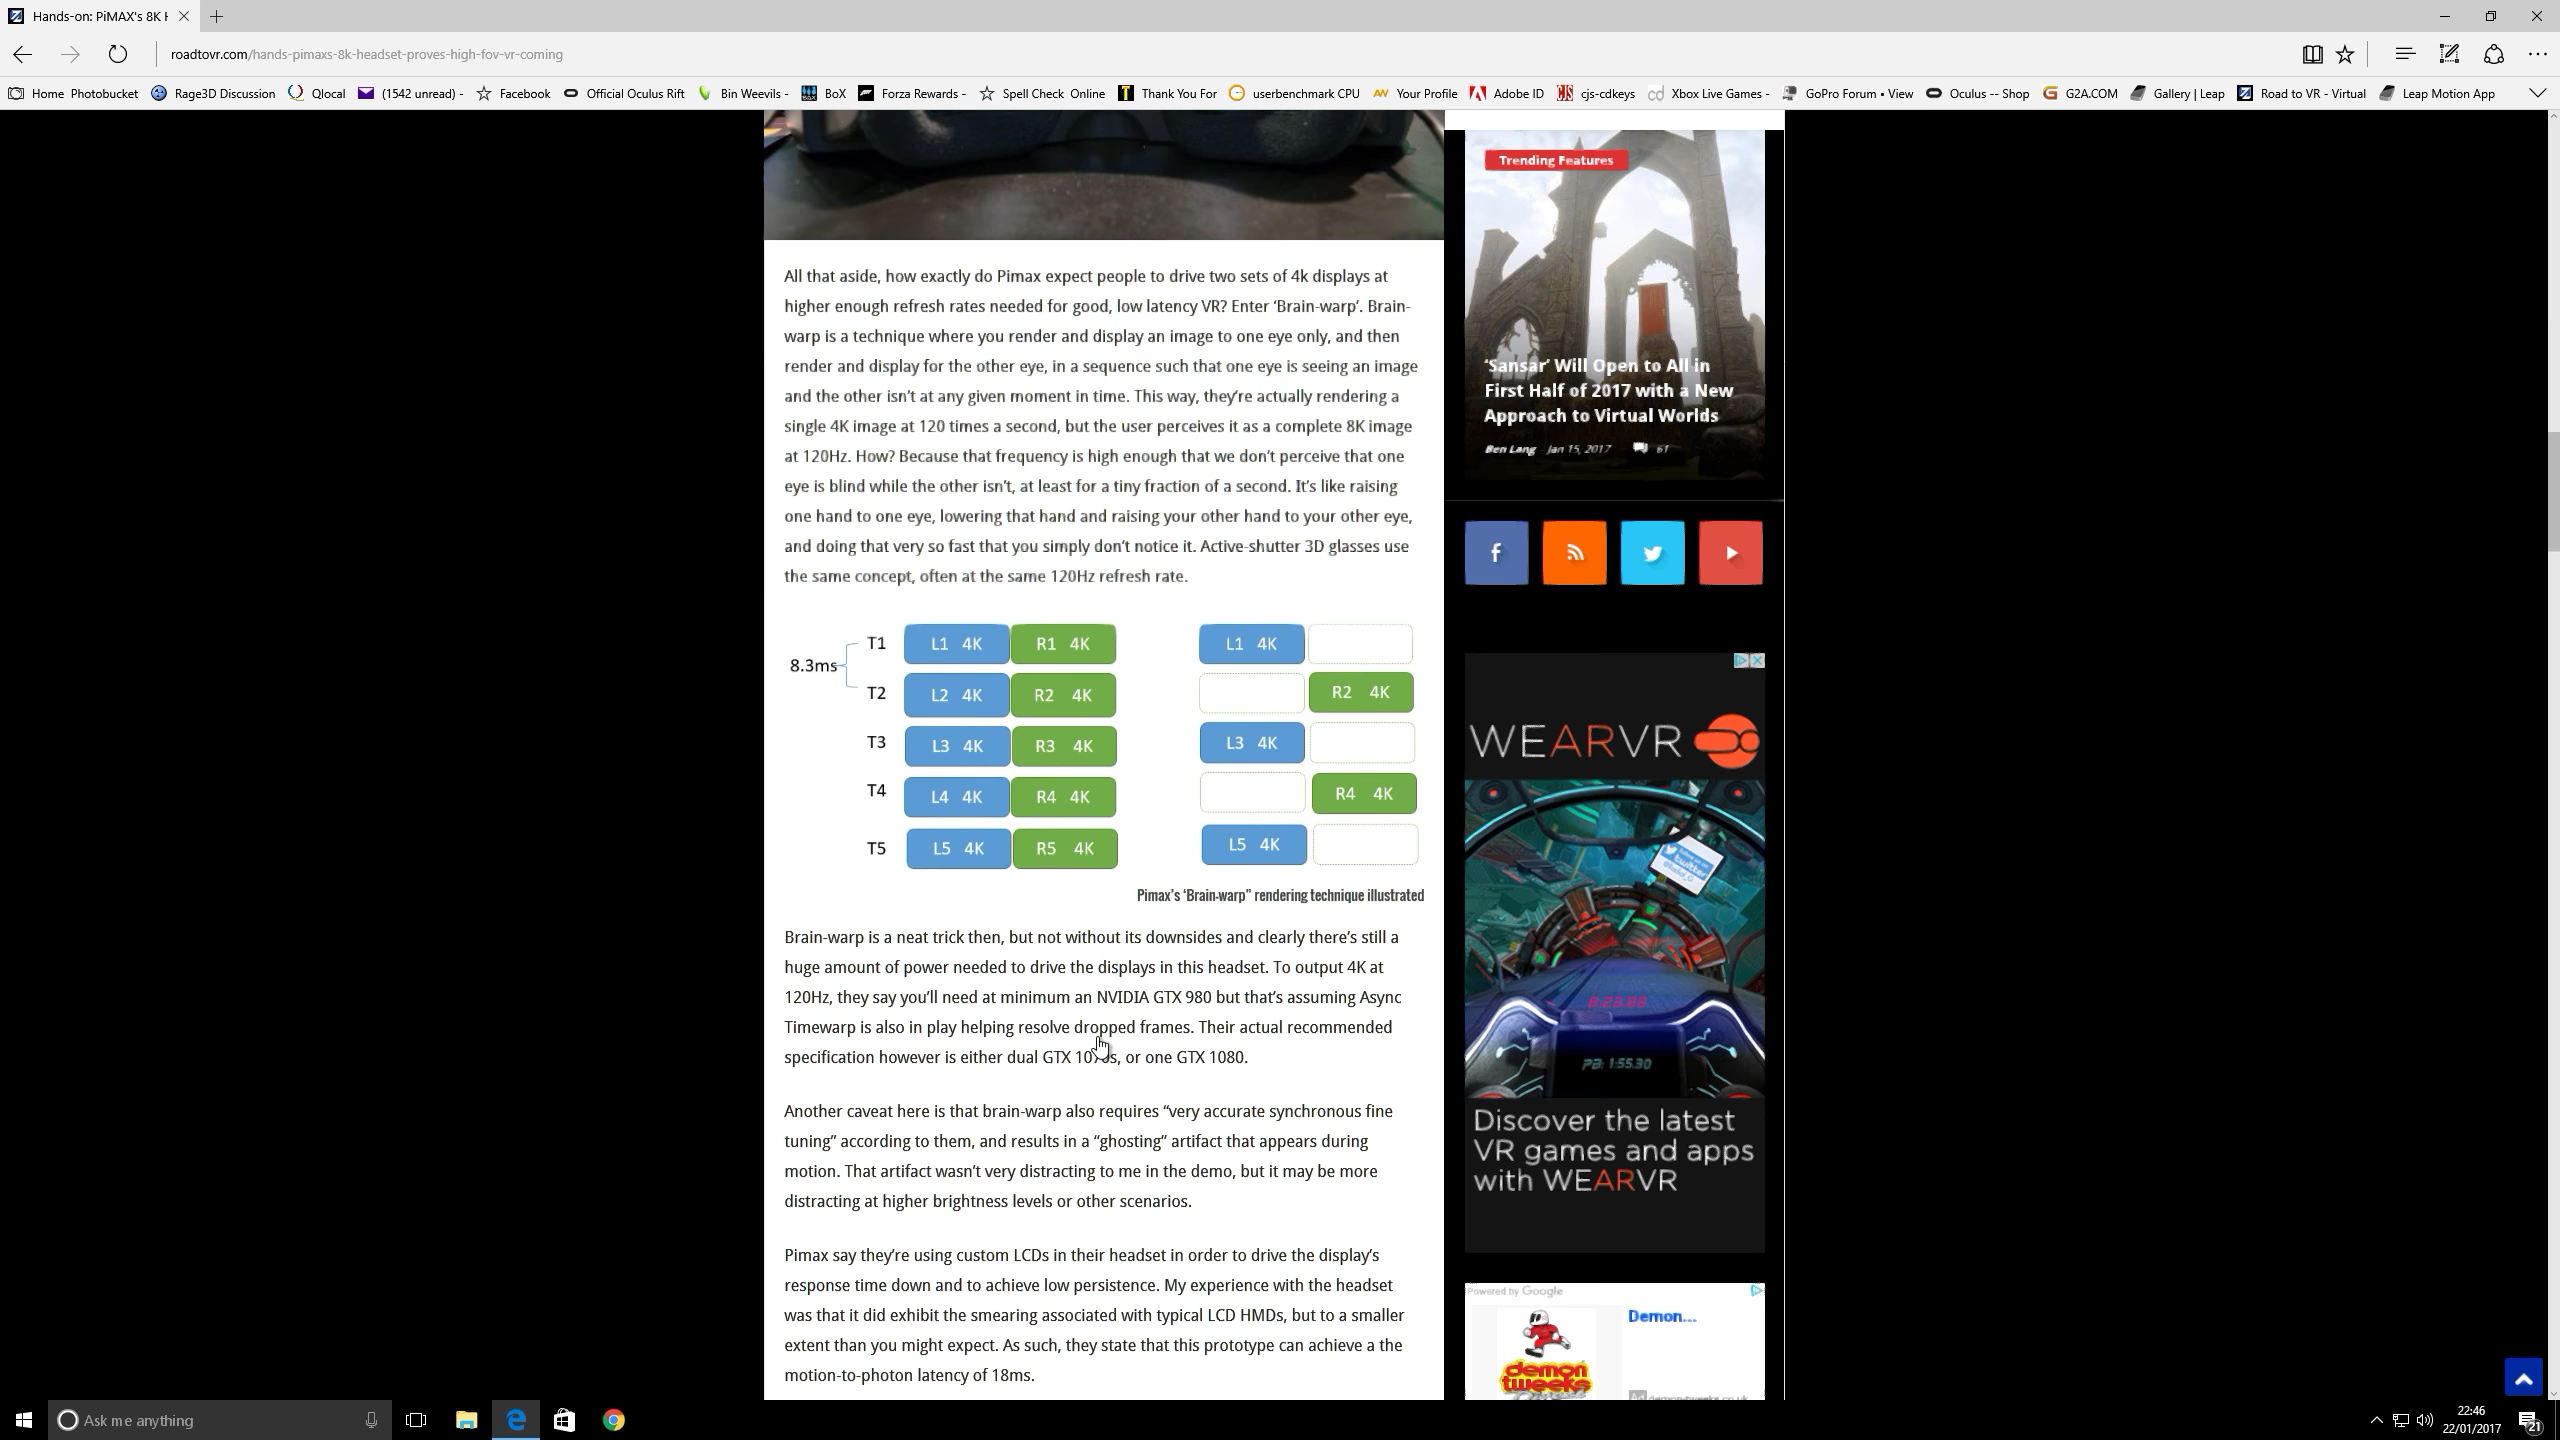 Hands-on: PiMAX's 8K H
roadtovr.com/hands-pimaxs-8k-headset-proves-high-fov-vr-coming
Home Photobucket Rage3D Discussion Qlocal (1542 unread) - Facebook Official Oculus Rift Bin Weevils - BoX Forza Rewards - Spell Check Online Thank You For userbenchmark CPU Your Profile Adobe ID cjs-cdkeys Xbox Live Games - GoPro Forum • View Oculus -- Shop G2A.COM Gallery | Leap Road to VR - Virtual Leap Motion App
All that aside, how exactly do Pimax expect people to drive two sets of 4k displays at
higher enough refresh rates needed for good, low latency VR? Enter ‘Brain-warp’. Brain-
warp is a technique where you render and display an image to one eye only, and then
render and display for the other eye, in a sequence such that one eye is seeing an image
and the other isn’t at any given moment in time. This way, they’re actually rendering a
single 4K image at 120 times a second, but the user perceives it as a complete 8K image
at 120Hz. How? Because that frequency is high enough that we don’t perceive that one
eye is blind while the other isn’t, at least for a tiny fraction of a second. It’s like raising
one hand to one eye, lowering that hand and raising your other hand to your other eye,
and doing that very so fast that you simply don’t notice it. Active-shutter 3D glasses use
the same concept, often at the same 120Hz refresh rate.
T1 L1 4K R1 4K L1 4K
8.3ms
T2 L2 4K R2 4K R2 4K
T3 L3 4K R3 4K L3 4K
T4 L4 4K R4 4K R4 4K
T5 L5 4K R5 4K L5 4K
Pimax’s ‘Brain-warp” rendering technique illustrated
Brain-warp is a neat trick then, but not without its downsides and clearly there’s still a
huge amount of power needed to drive the displays in this headset. To output 4K at
120Hz, they say you’ll need at minimum an NVIDIA GTX 980 but that’s assuming Async
Timewarp is also in play helping resolve dropped frames. Their actual recommended
specification however is either dual GTX 1070s, or one GTX 1080.
Another caveat here is that brain-warp also requires “very accurate synchronous fine
tuning” according to them, and results in a “ghosting” artifact that appears during
motion. That artifact wasn’t very distracting to me in the demo, but it may be more
distracting at higher brightness levels or other scenarios.
Pimax say they’re using custom LCDs in their headset in order to drive the display’s
response time down and to achieve low persistence. My experience with the headset
was that it did exhibit the smearing associated with typical LCD HMDs, but to a smaller
extent than you might expect. As such, they state that this prototype can achieve a the
motion-to-photon latency of 18ms.
Trending Features
‘Sansar’ Will Open to All in
First Half of 2017 with a New
Approach to Virtual Worlds
Ben Lang - Jan 15, 2017 61
WEARVR
twitter
0:23.88
PB: 1:55.30
Discover the latest
VR games and apps
with WEARVR
Powered by Google
Demon...
demon
tweeks
Ad demon-tweeks.co.uk
Ask me anything
22:46
22/01/2017
21